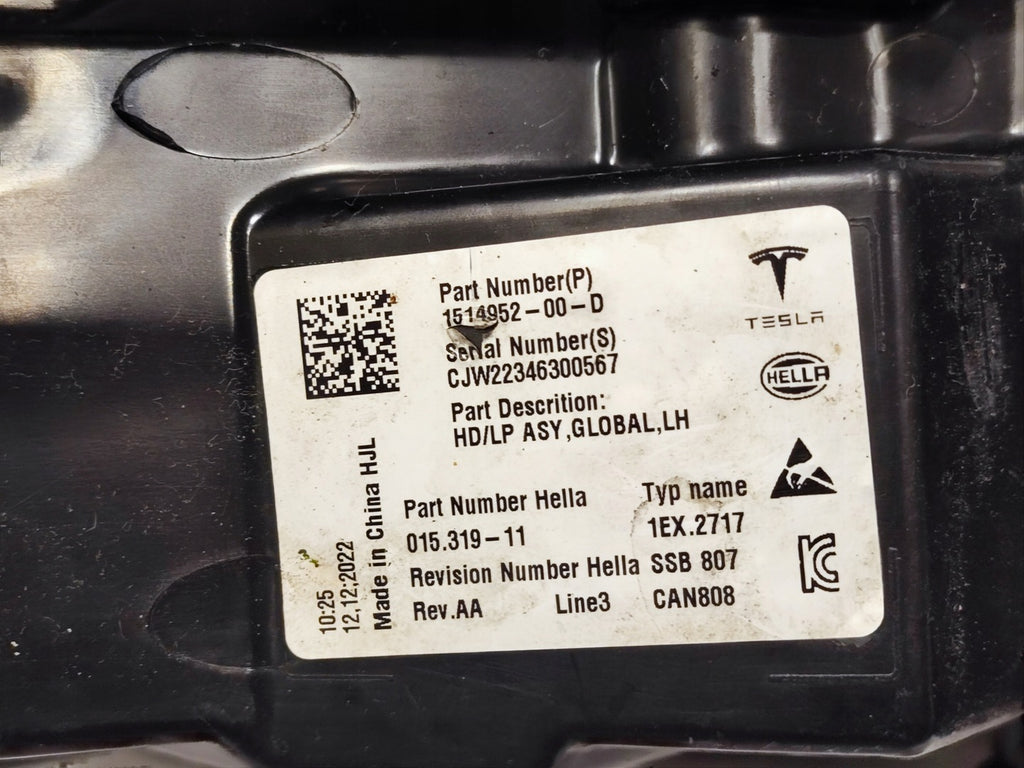 Part Number(P)
1514952-00-D
Serial Number(S)
CJW22346300567
Part Descrition:
HD/LP ASY,GLOBAL,LH
TESLA
HELLA
Part Number Hella
015.319-11
Typ name
1EX.2717
Revision Number Hella
SSB 807
Rev.AA
Line3
CAN808
10:25
12,12;2022
Made in China HJL